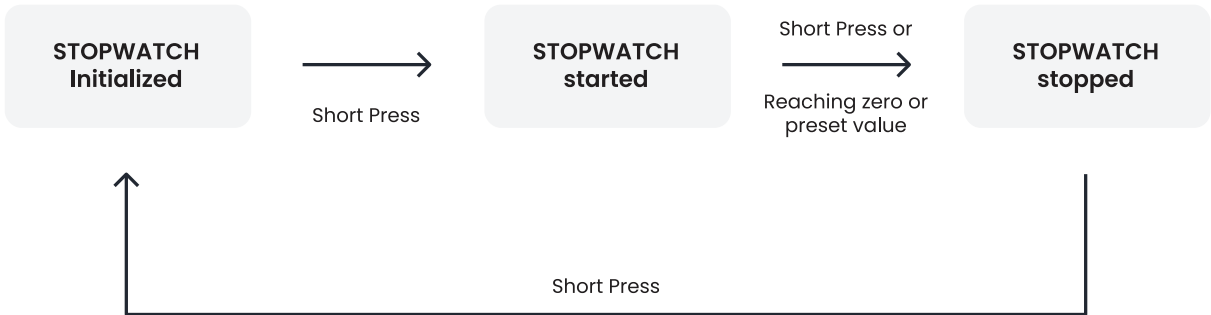 STOPWATCH
Initialized
Short Press
STOPWATCH
started
Short Press or
Reaching zero or
preset value
STOPWATCH
stopped
Short Press